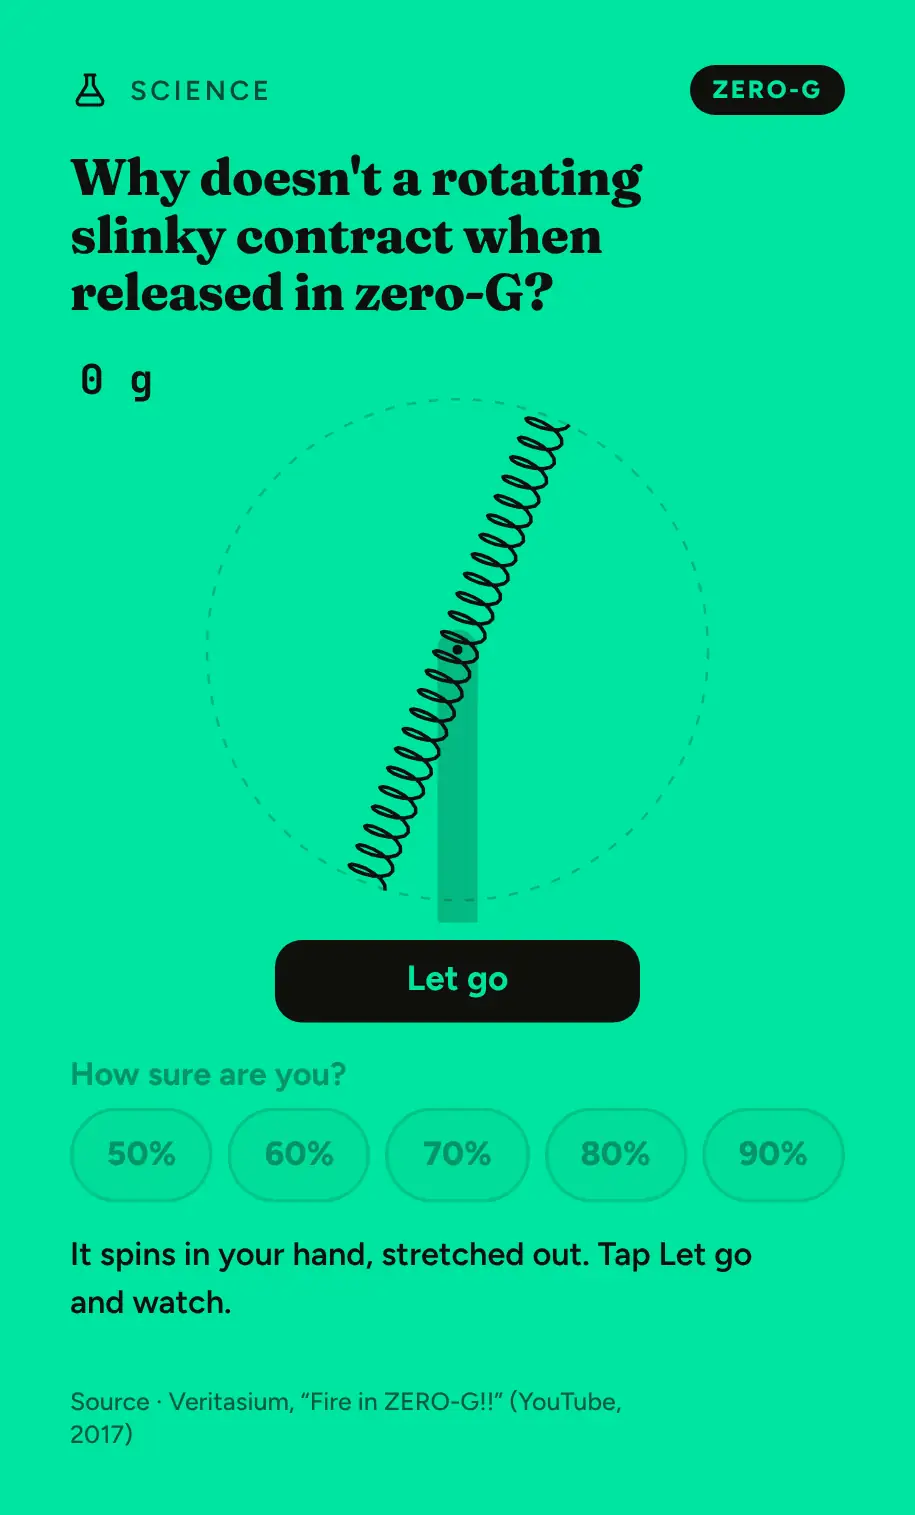 SCIENCE
ZERO-G
Why doesn't a rotating
slinky contract when
released in zero-G?
0 g
Let go
How sure are you?
50% 60% 70% 80% 90%
It spins in your hand, stretched out. Tap Let go
and watch.
Source · Veritasium, “Fire in ZERO-G!!” (YouTube,
2017)